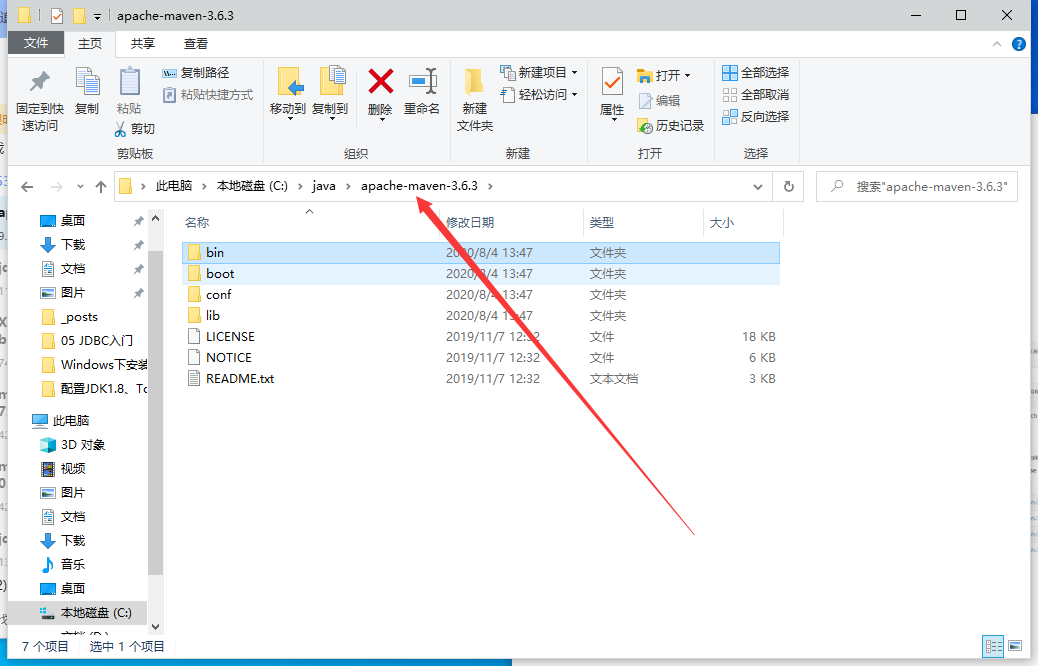 apache-maven-3.6.3
文件 主页 共享 查看
固定到快速访问
复制
粘贴
复制路径
粘贴快捷方式
剪切
剪贴板
移动到 复制到 删除 重命名
组织
新建文件夹
新建项目
轻松访问
新建
属性
打开
编辑
历史记录
打开
全部选择
全部取消
反向选择
选择
此电脑 本地磁盘 (C:) java apache-maven-3.6.3
搜索"apache-maven-3.6.3"
桌面
下载
文档
图片
_posts
05 JDBC入门
Windows下安装
配置JDK1.8、To
此电脑
3D 对象
视频
图片
文档
下载
音乐
桌面
本地磁盘 (C:)
名称 修改日期 类型 大小
bin 2020/8/4 13:47 文件夹
boot 2020/8/4 13:47 文件夹
conf 2020/8/4 13:47 文件夹
lib 2020/8/4 13:47 文件夹
LICENSE 2019/11/7 12:32 文件 18 KB
NOTICE 2019/11/7 12:32 文件 6 KB
README.txt 2019/11/7 12:32 文本文档 3 KB
7 个项目 选中 1 个项目